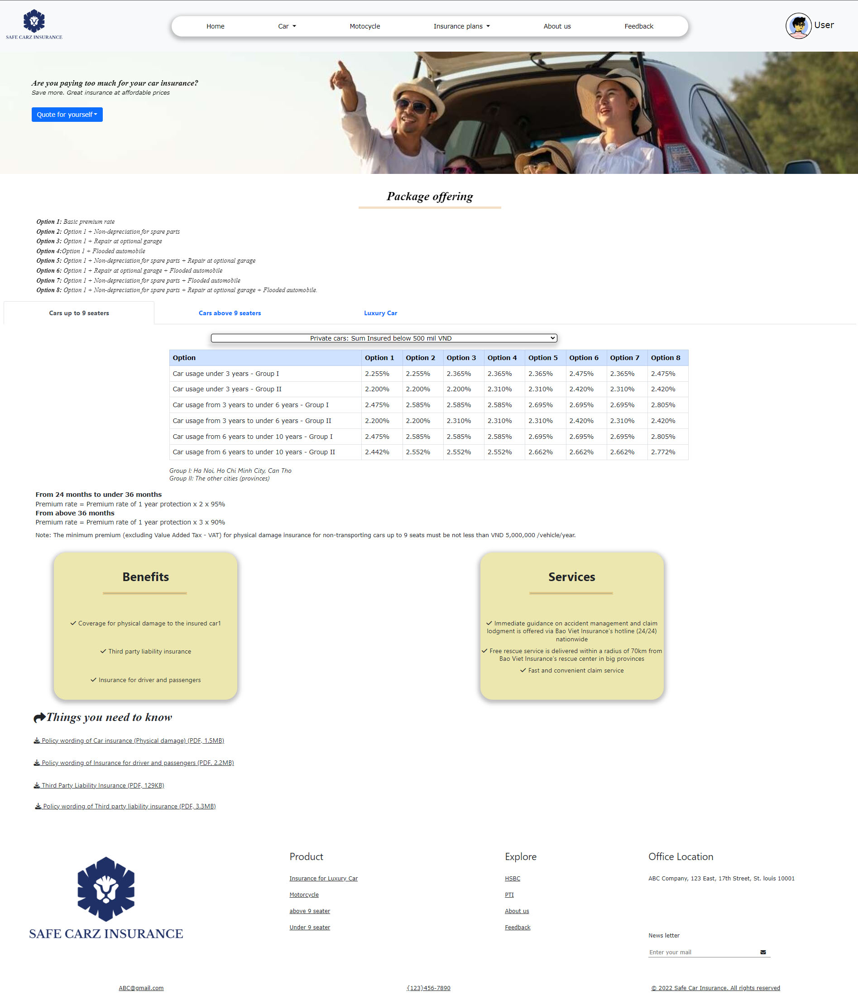 SAFE CARZ INSURANCE
Home Car Motocycle Insurance plans About us Feedback
User
Are you paying too much for your car insurance?
Save more. Great insurance at affordable prices
Quote for yourself
Package offering
Option 1: Basic premium rate
Option 2: Option 1 + Non-depreciation for spare parts
Option 3: Option 1 + Repair at optional garage
Option 4:Option 1 + Flooded automobile
Option 5: Option 1 + Non-depreciation for spare parts + Repair at optional garage
Option 6: Option 1 + Repair at optional garage + Flooded automobile
Option 7: Option 1 + Non-depreciation for spare parts + Flooded automobile
Option 8: Option 1 + Non-depreciation for spare parts + Repair at optional garage + Flooded automobile.
Cars up to 9 seaters Cars above 9 seaters Luxury Car
Private cars: Sum Insured below 500 mil VND
Option Option 1 Option 2 Option 3 Option 4 Option 5 Option 6 Option 7 Option 8
Car usage under 3 years - Group I 2.255% 2.255% 2.365% 2.365% 2.365% 2.475% 2.365% 2.475%
Car usage under 3 years - Group II 2.200% 2.200% 2.200% 2.310% 2.310% 2.420% 2.310% 2.420%
Car usage from 3 years to under 6 years - Group I 2.475% 2.585% 2.585% 2.585% 2.695% 2.695% 2.695% 2.805%
Car usage from 3 years to under 6 years - Group II 2.200% 2.200% 2.310% 2.310% 2.310% 2.420% 2.310% 2.420%
Car usage from 6 years to under 10 years - Group I 2.475% 2.585% 2.585% 2.585% 2.695% 2.695% 2.695% 2.805%
Car usage from 6 years to under 10 years - Group II 2.442% 2.552% 2.552% 2.552% 2.662% 2.662% 2.662% 2.772%
Group I: Ha Noi, Ho Chi Minh City, Can Tho
Group II: The other cities (provinces)
From 24 months to under 36 months
Premium rate = Premium rate of 1 year protection x 2 x 95%
From above 36 months
Premium rate = Premium rate of 1 year protection x 3 x 90%
Note: The minimum premium (excluding Value Added Tax - VAT) for physical damage insurance for non-transporting cars up to 9 seats must be not less than VND 5,000,000 /vehicle/year.
Benefits
Coverage for physical damage to the insured car1
Third party liability insurance
Insurance for driver and passengers
Services
Immediate guidance on accident management and claim
lodgment is offered via Bao Viet Insurance's hotline (24/24)
nationwide
Free rescue service is delivered within a radius of 70km from
Bao Viet Insurance's rescue center in big provinces
Fast and convenient claim service
Things you need to know
Policy wording of Car insurance (Physical damage) (PDF, 1.5MB)
Policy wording of Insurance for driver and passengers (PDF, 2.2MB)
Third Party Liability Insurance (PDF, 129KB)
Policy wording of Third party liability insurance (PDF, 3.3MB)
SAFE CARZ INSURANCE
Product
Insurance for Luxury Car
Motorcycle
above 9 seater
Under 9 seater
Explore
HSBC
PTI
About us
Feedback
Office Location
ABC Company, 123 East, 17th Street, St. louis 10001
News letter
Enter your mail
ABC@gmail.com {123}456-7890 © 2022 Safe Car Insurance. All rights reserved